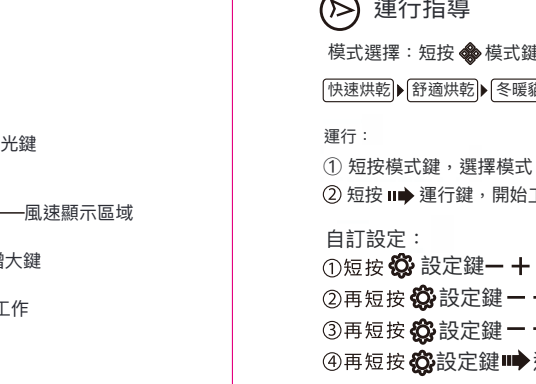 光鍵
風速顯示區域
大鍵
工作
運行指導
模式選擇：短按 模式鍵
快速烘乾 舒適烘乾 冬暖
運行：
① 短按模式鍵，選擇模式
② 短按 運行鍵，開始
自訂設定：
①短按 設定鍵－＋
②再短按 設定鍵－
③再短按 設定鍵－
④再短按 設定鍵